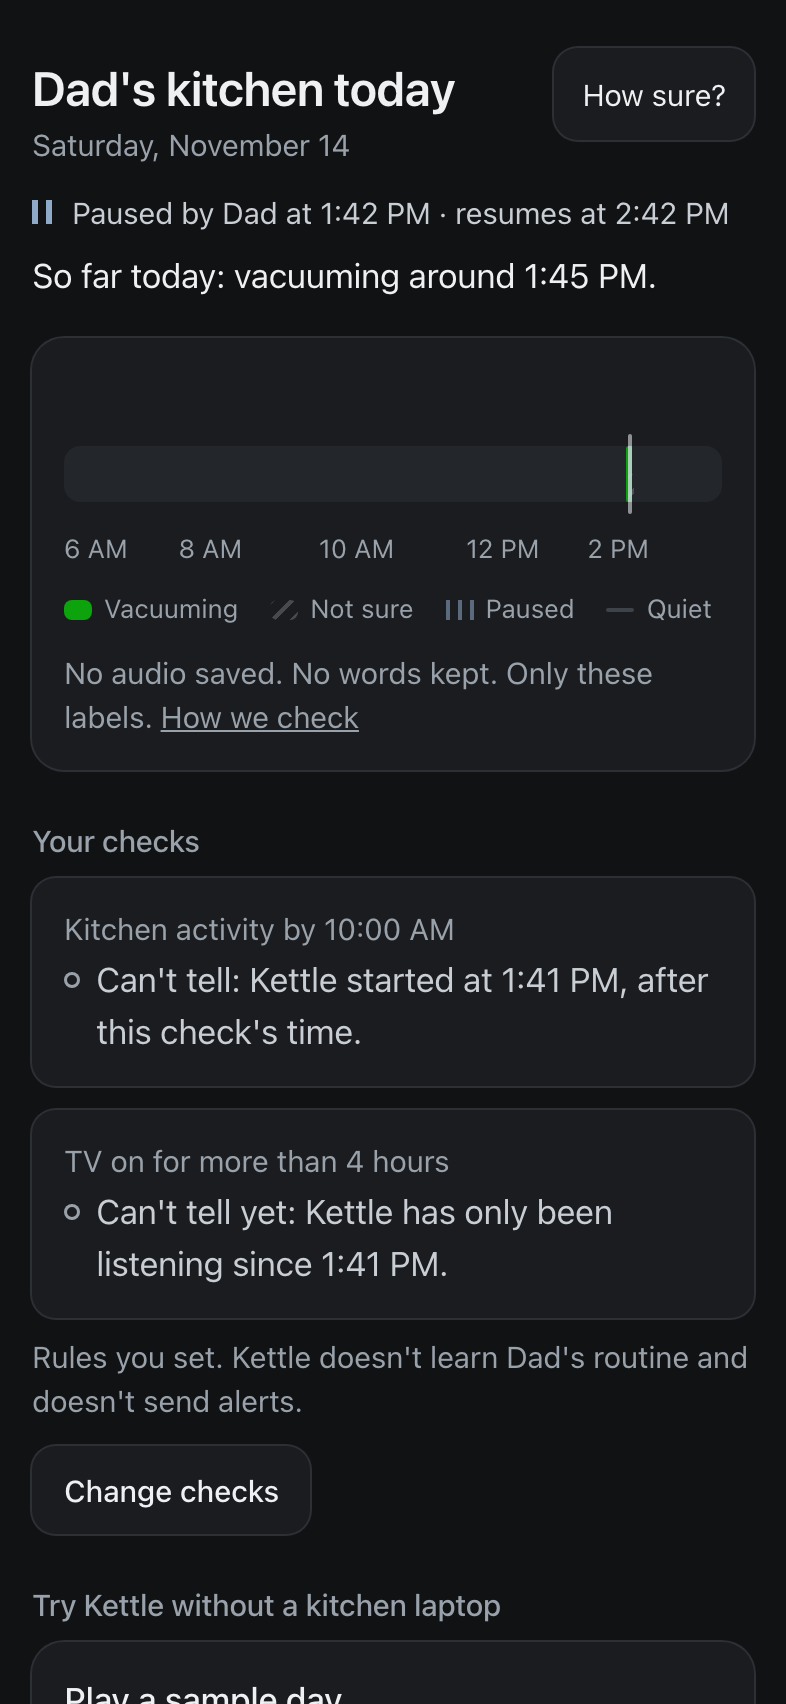 Dad's kitchen today
How sure?
Saturday, November 14
Paused by Dad at 1:42 PM · resumes at 2:42 PM
So far today: vacuuming around 1:45 PM.
6 AM 8 AM 10 AM 12 PM 2 PM
Vacuuming Not sure Paused Quiet
No audio saved. No words kept. Only these
labels. How we check
Your checks
Kitchen activity by 10:00 AM
Can't tell: Kettle started at 1:41 PM, after
this check's time.
TV on for more than 4 hours
Can't tell yet: Kettle has only been
listening since 1:41 PM.
Rules you set. Kettle doesn't learn Dad's routine and
doesn't send alerts.
Change checks
Try Kettle without a kitchen laptop
Play a sample day